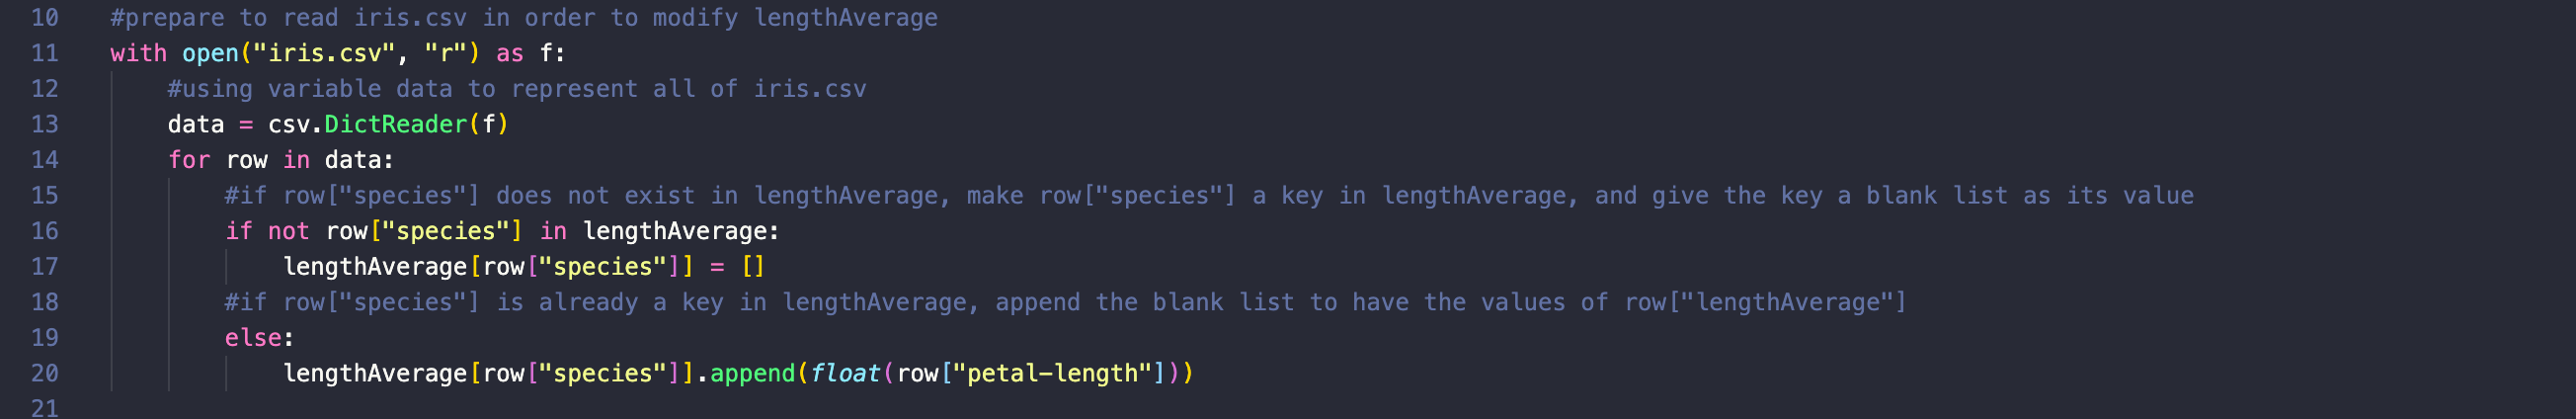 10 #prepare to read iris.csv in order to modify lengthAverage
11 with open("iris.csv", "r") as f:
12 #using variable data to represent all of iris.csv
13 data = csv.DictReader(f)
14 for row in data:
15 #if row["species"] does not exist in lengthAverage, make row["species"] a key in lengthAverage, and give the key a blank list as its value
16 if not row["species"] in lengthAverage:
17 lengthAverage[row["species"]] = []
18 #if row["species"] is already a key in lengthAverage, append the blank list to have the values of row["lengthAverage"]
19 else:
20 lengthAverage[row["species"]].append(float(row["petal-length"]))
21